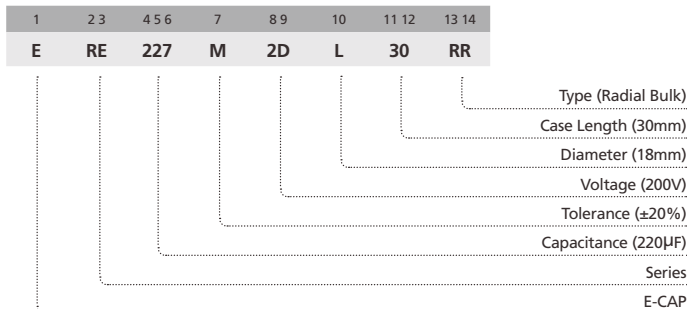 1 2 3 4 5 6 7 8 9 10 11 12 13 14
E RE 227 M 2D L 30 RR
Type (Radial Bulk)
Case Length (30mm)
Diameter (18mm)
Voltage (200V)
Tolerance (±20%)
Capacitance (220µF)
Series
E-CAP